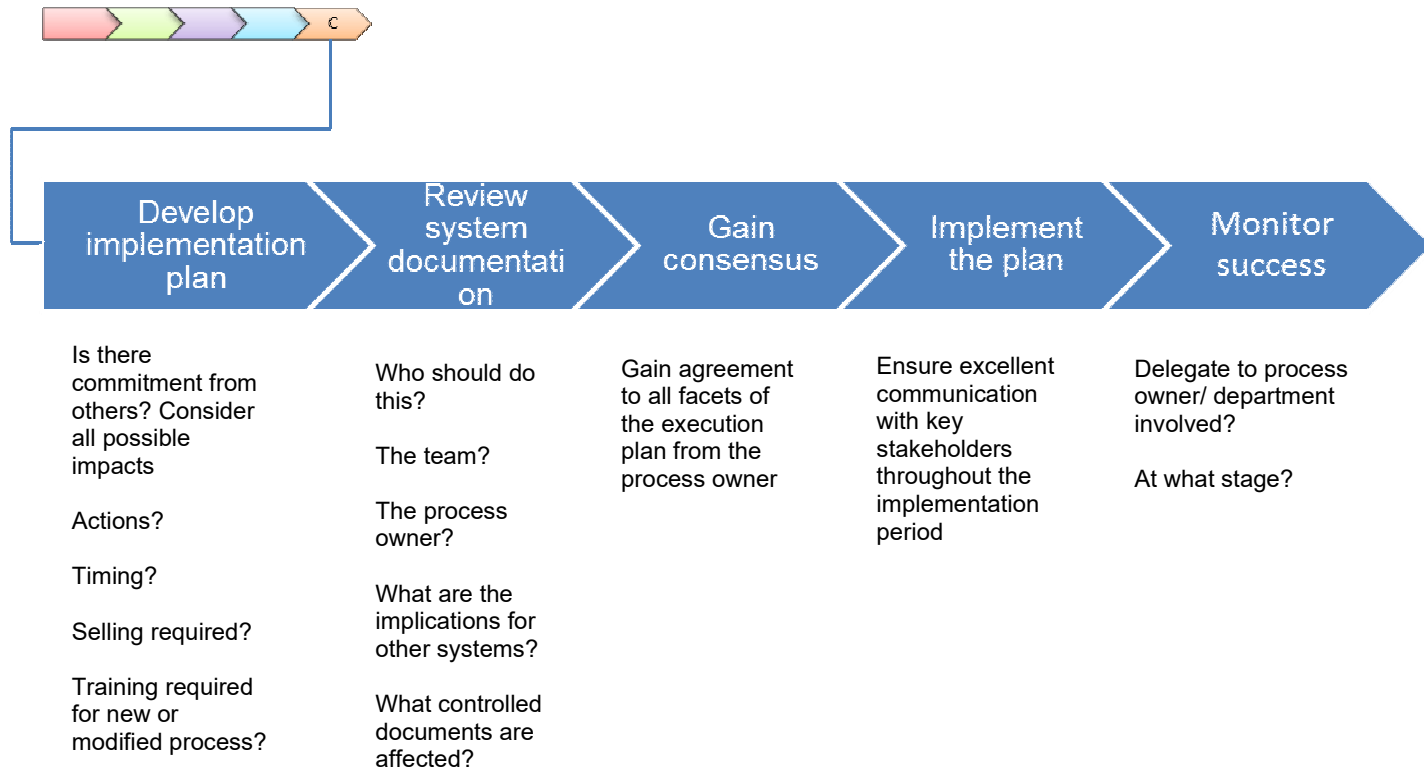 C
Develop
implementation
plan
Review
system
documentati
on
Gain
consensus
Implement
the plan
Monitor
success
Is there
commitment from
others? Consider
all possible
impacts
Actions?
Timing?
Selling required?
Training required
for new or
modified process?
Who should do
this?
The team?
The process
owner?
What are the
implications for
other systems?
What controlled
documents are
affected?
Gain agreement
to all facets of
the execution
plan from the
process owner
Ensure excellent
communication
with key
stakeholders
throughout the
implementation
period
Delegate to process
owner/ department
involved?
At what stage?